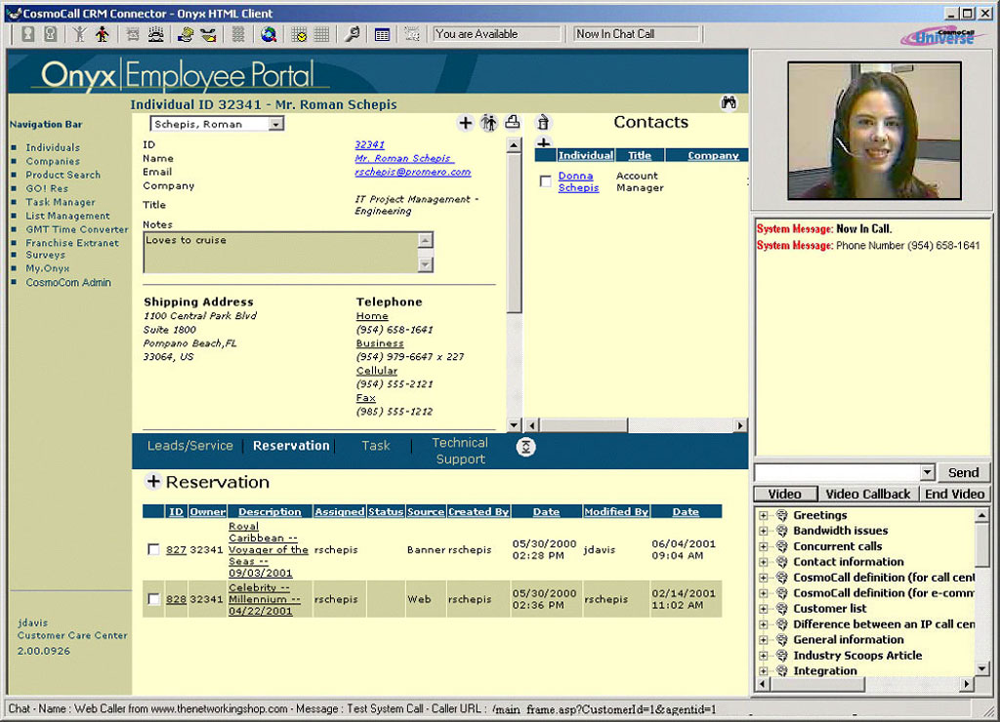 CosmoCall CRM Connector - Onyx HTML Client
You are Available
Now In Chat Call
CosmoCall
Universe
Onyx|Employee Portal
Individual ID 32341 - Mr. Roman Schepis
Navigation Bar
Individuals
Companies
Product Search
GO! Res
Task Manager
List Management
GMT Time Converter
Franchise Extranet
Surveys
My.Onyx
CosmoCom Admin
jdavis
Customer Care Center
2.00.0926
Schepis, Roman
ID 32341
Name Mr. Roman Schepis
Email rschepis@promero.com
Company
Title IT Project Management -
Engineering
Notes
Loves to cruise
Shipping Address
1100 Central Park Blvd
Suite 1800
Pompano Beach,FL
33064, US
Telephone
Home
(954) 658-1641
Business
(954) 979-6647 x 227
Cellular
(954) 555-2121
Fax
(985) 555-1212
Contacts
Individual Title Company
Donna Schepis
Account Manager
Leads/Service | Reservation | Task | Technical Support
Reservation
ID Owner Description Assigned Status Source Created By Date Modified By Date
827 32341 Royal Caribbean -- Voyager of the Seas -- 09/03/2001 rschepis Banner rschepis 05/30/2000 02:28 PM jdavis 06/04/2001 09:04 AM
828 32341 Celebrity -- Millennium -- 04/22/2001 rschepis Web rschepis 05/30/2000 02:36 PM rschepis 02/14/2001 11:02 AM
System Message: Now In Call.
System Message: Phone Number (954) 658-1641
Send
Video
Video Callback
End Video
Greetings
Bandwidth issues
Concurrent calls
Contact information
CosmoCall definition (for call cent
CosmoCall definition (for e-comm
Customer list
Difference between an IP call cen
General information
Industry Scoops Article
Integration
Chat - Name : Web Caller from www.thenetworkingshop.com - Message : Test System Call - Caller URL : /main_frame.asp?CustomerId=1&agentid=1